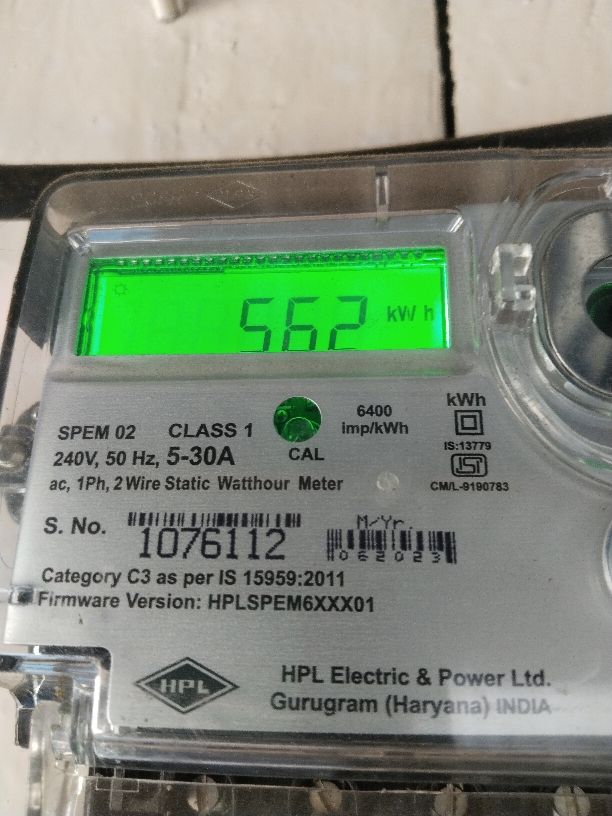 562 kWh
SPEM 02 CLASS 1
240V, 50 Hz, 5-30A
ac, 1Ph, 2 Wire Static Watthour Meter
CAL
6400
imp/kWh
kWh
IS:13779
ISI
CM/L-9190783
S. No. 1076112
M/Yr.
062023
Category C3 as per IS 15959:2011
Firmware Version: HPLSPEM6XXX01
HPL
HPL Electric & Power Ltd.
Gurugram (Haryana) INDIA